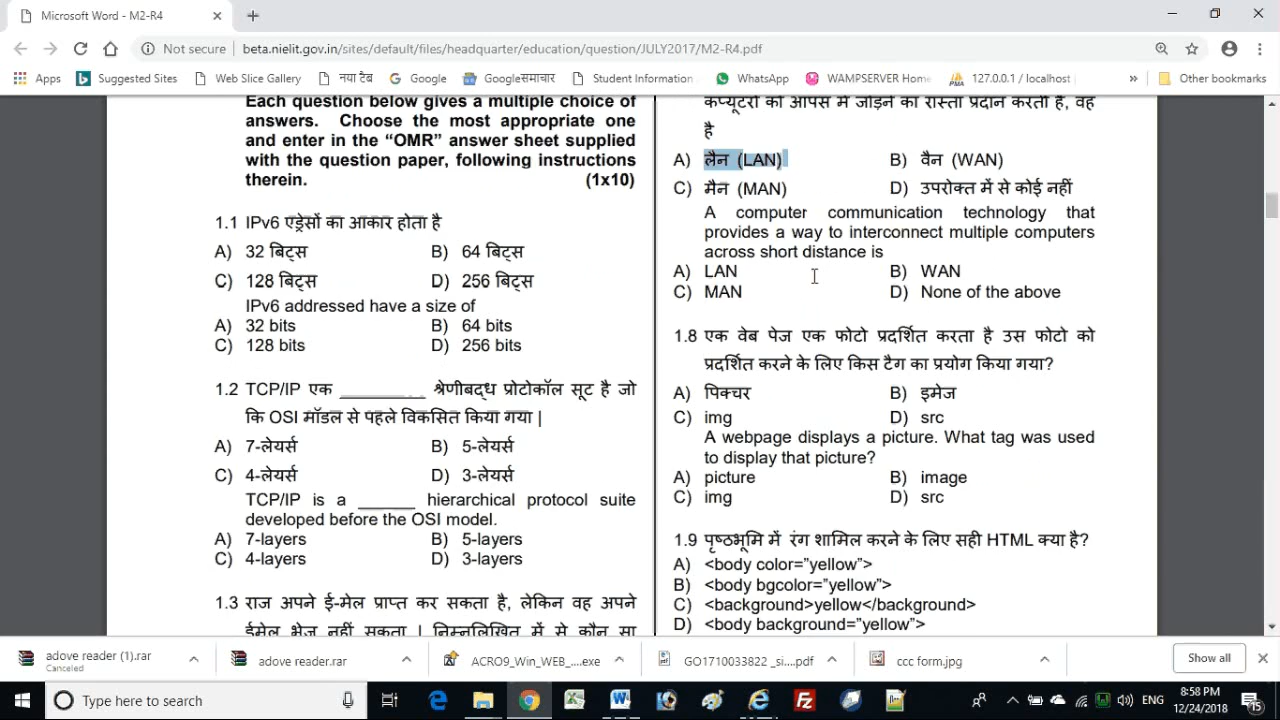 Microsoft Word - M2-R4
Not secure | beta.nielit.gov.in/sites/default/files/headquarter/education/question/JULY2017/M2-R4.pdf
Apps Suggested Sites Web Slice Gallery नया टैब Google Googleसमाचार Student Information WhatsApp WAMPSERVER Home 127.0.0.1 / localhost » Other bookmarks
Each question below gives a multiple choice of
answers. Choose the most appropriate one
and enter in the “OMR” answer sheet supplied
with the question paper, following instructions
therein. (1x10)
1.1 IPv6 एड्रेसों का आकार होता है
A) 32 बिट्स B) 64 बिट्स
C) 128 बिट्स D) 256 बिट्स
IPv6 addressed have a size of
A) 32 bits B) 64 bits
C) 128 bits D) 256 bits
1.2 TCP/IP एक ________ श्रेणीबद्ध प्रोटोकॉल सूट है जो
कि OSI मॉडल से पहले विकसित किया गया |
A) 7-लेयर्स B) 5-लेयर्स
C) 4-लेयर्स D) 3-लेयर्स
TCP/IP is a ______ hierarchical protocol suite
developed before the OSI model.
A) 7-layers B) 5-layers
C) 4-layers D) 3-layers
1.3 राज अपने ई-मेल प्राप्त कर सकता है, लेकिन वह अपने
ईमेल भेज नहीं सकता | निम्नलिखित में से कौन सा
कंप्यूटरों को आपस में जोड़ने का रास्ता प्रदान करती है, वह
है
A) लैन (LAN) B) वैन (WAN)
C) मैन (MAN) D) उपरोक्त में से कोई नहीं
A computer communication technology that
provides a way to interconnect multiple computers
across short distance is
A) LAN B) WAN
C) MAN D) None of the above
1.8 एक वेब पेज एक फोटो प्रदर्शित करता है उस फोटो को
प्रदर्शित करने के लिए किस टैग का प्रयोग किया गया?
A) पिक्चर B) इमेज
C) img D) src
A webpage displays a picture. What tag was used
to display that picture?
A) picture B) image
C) img D) src
1.9 पृष्ठभूमि में रंग शामिल करने के लिए सही HTML क्या है?
A) <body color=”yellow”>
B) <body bgcolor=”yellow”>
C) <background>yellow</background>
D) <body background=”yellow”>
adove reader (1).rar
Canceled
adove reader.rar
ACRO9_Win_WEB_....exe
GO1710033822 _si....pdf
ccc form.jpg
Show all
Type here to search
ENG
8:58 PM
12/24/2018
15